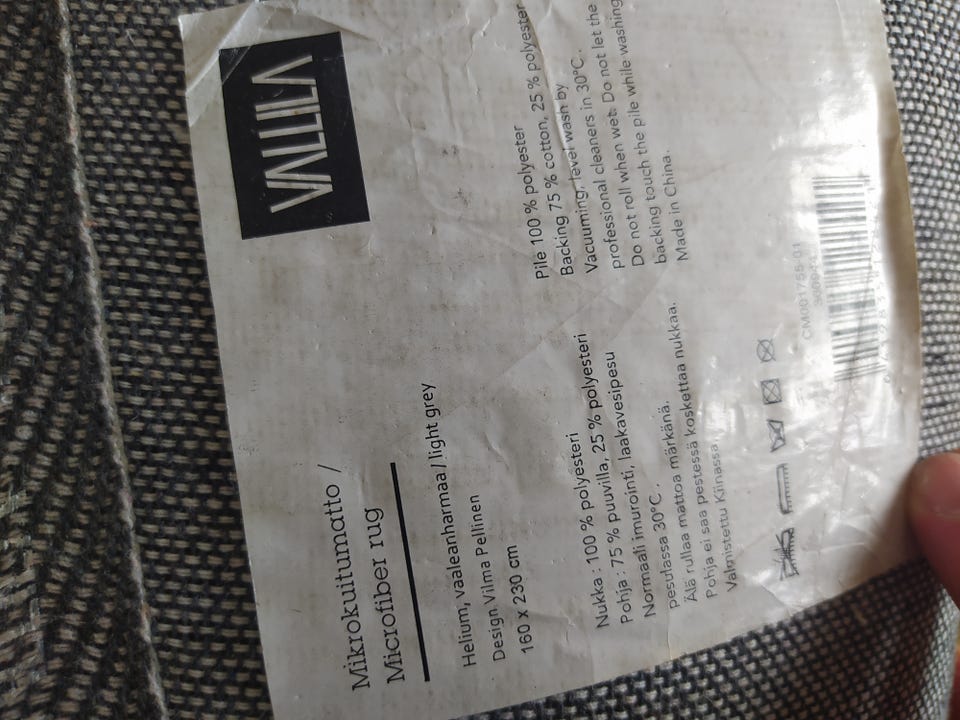 VALLILA
Mikrokuitumatto /
Microfiber rug
Helium, vaaleanharmaa / light grey
Design Vilma Pellinen
160 x 230 cm
Nukka : 100 % polyesteri
Pohja : 75 % puuvilla, 25 % polyesteri
Normaali imurointi, laakavesipesu
pesulassa 30°C .
Älä rullaa mattoa märkänä.
Pohja ei saa pestessä koskettaa nukkaa.
Valmistettu Kiinassa
Pile 100 % polyester
Backing 75 % cotton, 25 % polyester
Vacuuming, level wash by
professional cleaners in 30°C .
Do not roll when wet. Do not let the
backing touch the pile while washing
Made in China.
CM001755-01